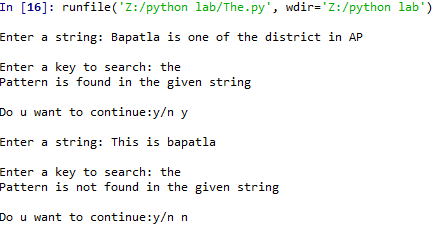 In [16]: runfile('Z:/python lab/The.py', wdir='Z:/python lab')
Enter a string: Bapatla is one of the district in AP
Enter a key to search: the
Pattern is found in the given string
Do u want to continue:y/n y
Enter a string: This is bapatla
Enter a key to search: the
Pattern is not found in the given string
Do u want to continue:y/n n